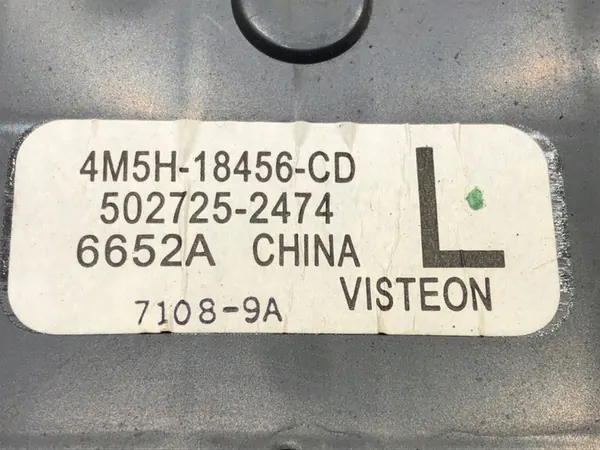 4M5H-18456-CD
502725-2474
6652A CHINA
L
VISTEON
7108-9A